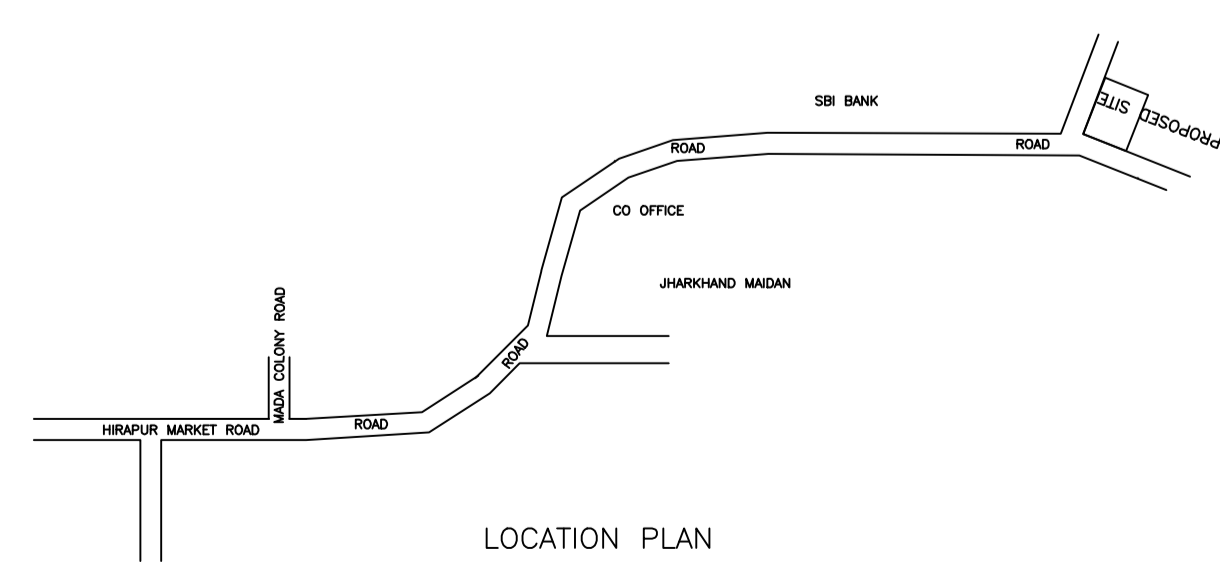 SBI BANK
PROPOSED
SITE
ROAD
ROAD
CO OFFICE
JHARKHAND MAIDAN
MADA COLONY ROAD
ROAD
HIRAPUR MARKET ROAD
ROAD
LOCATION PLAN